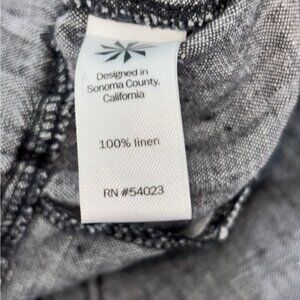 Designed in
Sonoma County,
California
100% linen
RN #54023